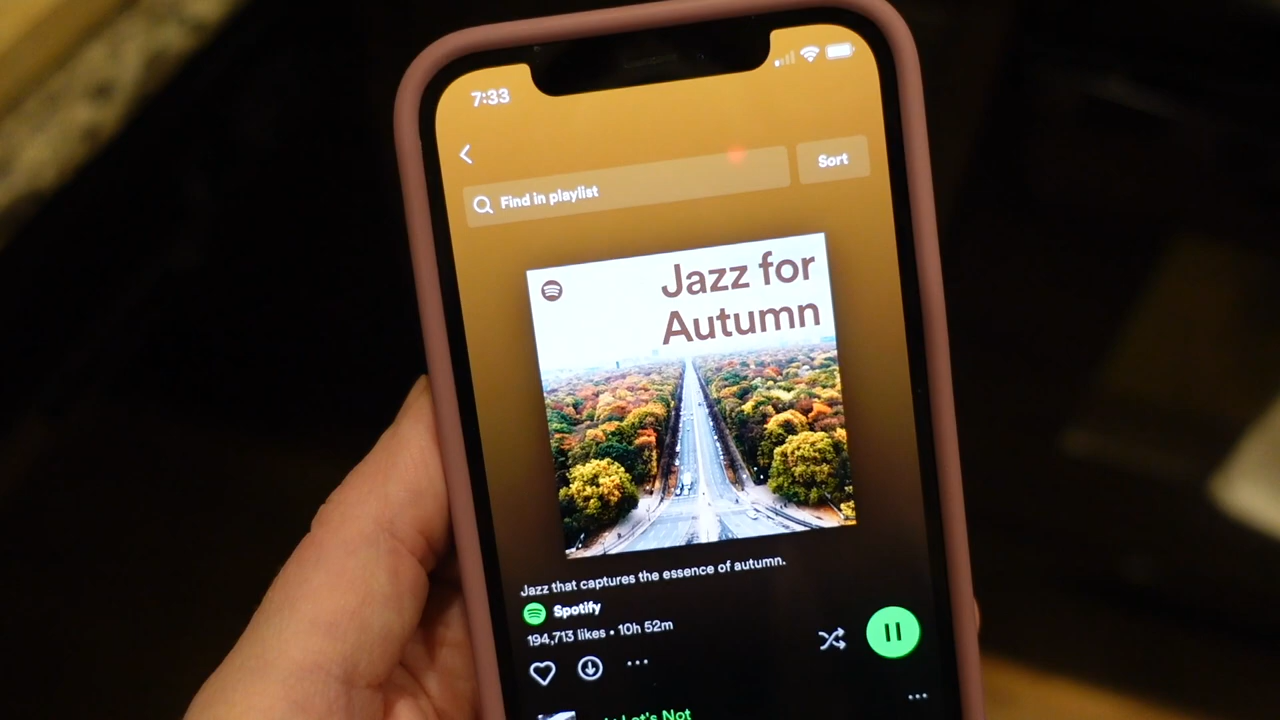 7:33
Find in playlist
Sort
Jazz for
Autumn
Jazz that captures the essence of autumn.
Spotify
194,713 likes • 10h 52m
Let's Not